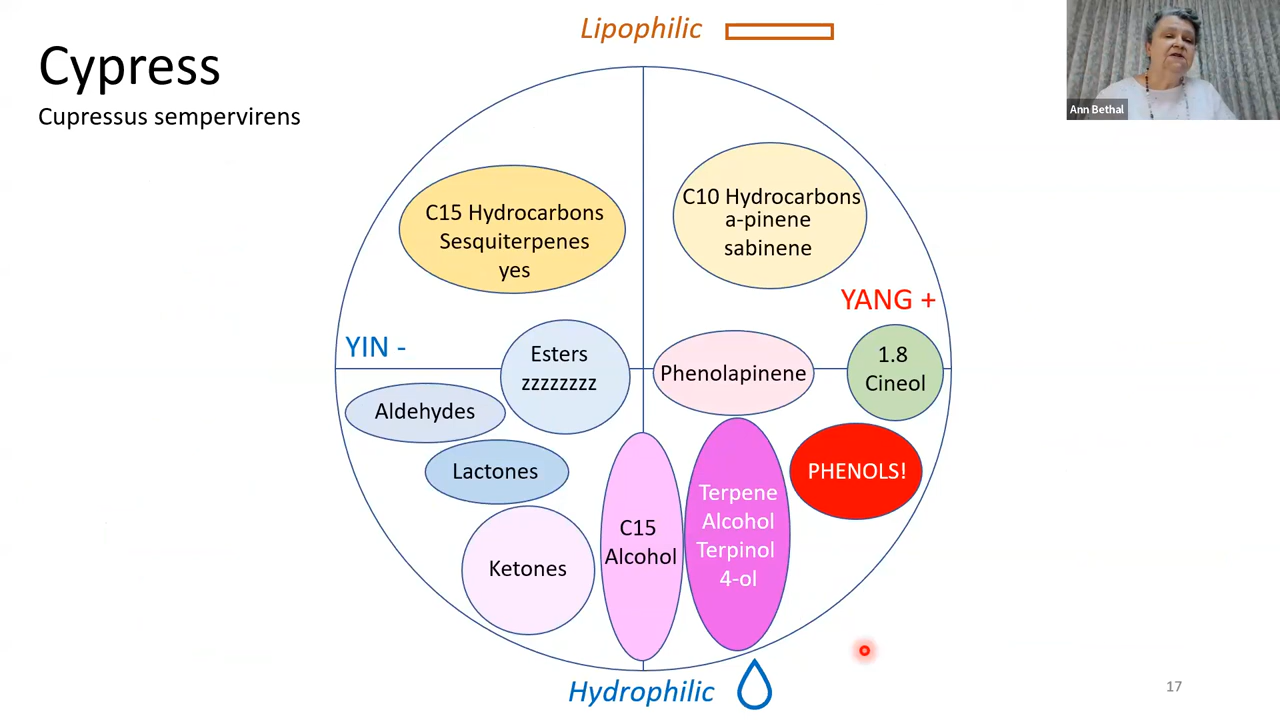 Lipophilic
Cypress
Cupressus sempervirens
Ann Bethal
C15 Hydrocarbons
Sesquiterpenes
yes
C10 Hydrocarbons
a-pinene
sabinene
YANG +
YIN -
Esters
zzzzzzzz
Phenolapinene
1.8
Cineol
Aldehydes
Lactones
PHENOLS!
Ketones
C15
Alcohol
Terpene
Alcohol
Terpinol
4-ol
Hydrophilic
17